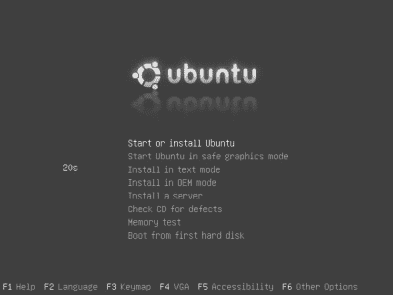 ubuntu
Start or install Ubuntu
Start Ubuntu in safe graphics mode
Install in text mode
20s
Install in OEM mode
Install a server
Check CD for defects
Memory test
Boot from first hard disk
F1 Help F2 Language F3 Keymap F4 VGA F5 Accessibility F6 Other Options